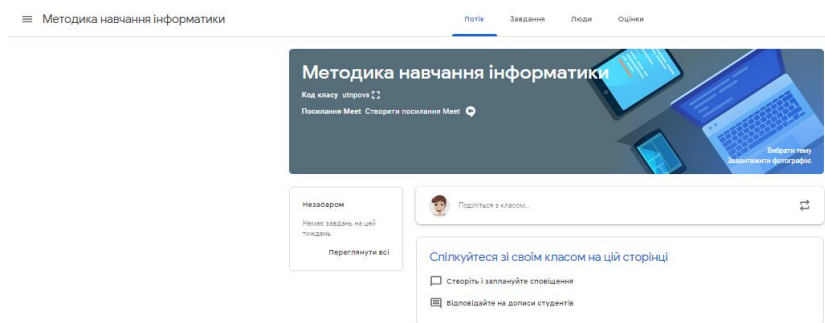 Методика навчання інформатики
Потік Завдання Люди Оцінки
Методика навчання інформатики
Код класу utnpovs
Посилання Meet Створити посилання Meet
Вибрати тему
Завантажити фотографію
Незабаром
Немає завдань на цей
тиждень
Переглянути всі
Поділіться з класом...
Спілкуйтеся зі своїм класом на цій сторінці
Створіть і заплануйте сповіщення
Відповідайте на дописи студентів